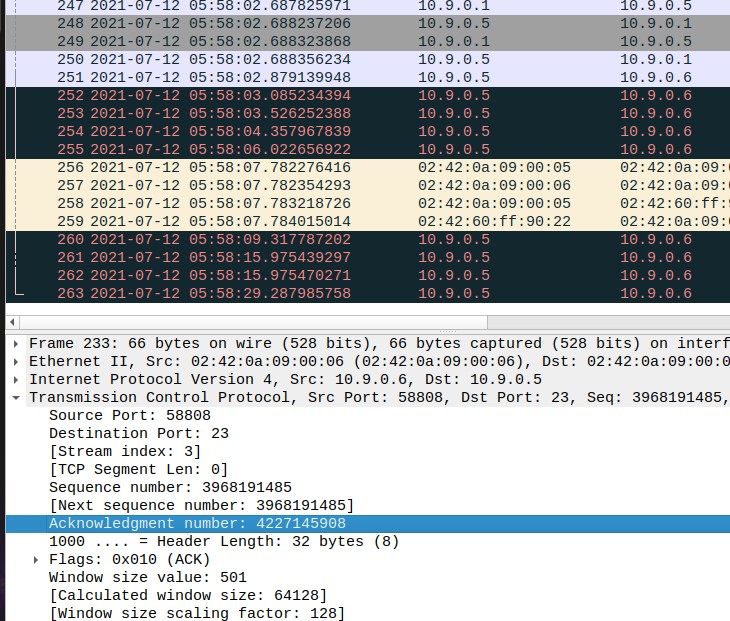 247 2021-07-12 05:58:02.687825971 10.9.0.1 10.9.0.5
248 2021-07-12 05:58:02.688237206 10.9.0.5 10.9.0.1
249 2021-07-12 05:58:02.688323868 10.9.0.1 10.9.0.5
250 2021-07-12 05:58:02.688356234 10.9.0.5 10.9.0.1
251 2021-07-12 05:58:02.879139948 10.9.0.5 10.9.0.6
252 2021-07-12 05:58:03.085234394 10.9.0.5 10.9.0.6
253 2021-07-12 05:58:03.526252388 10.9.0.5 10.9.0.6
254 2021-07-12 05:58:04.357967839 10.9.0.5 10.9.0.6
255 2021-07-12 05:58:06.022656922 10.9.0.5 10.9.0.6
256 2021-07-12 05:58:07.782276416 02:42:0a:09:00:05 02:42:0a:09:
257 2021-07-12 05:58:07.782354293 02:42:0a:09:00:06 02:42:0a:09:
258 2021-07-12 05:58:07.783218726 02:42:0a:09:00:05 02:42:60:ff:
259 2021-07-12 05:58:07.784015014 02:42:60:ff:90:22 02:42:0a:09:
260 2021-07-12 05:58:09.317787202 10.9.0.5 10.9.0.6
261 2021-07-12 05:58:15.975439297 10.9.0.5 10.9.0.6
262 2021-07-12 05:58:15.975470271 10.9.0.5 10.9.0.6
263 2021-07-12 05:58:29.287985758 10.9.0.5 10.9.0.6
Frame 233: 66 bytes on wire (528 bits), 66 bytes captured (528 bits) on interf
Ethernet II, Src: 02:42:0a:09:00:06 (02:42:0a:09:00:06), Dst: 02:42:0a:09:00:0
Internet Protocol Version 4, Src: 10.9.0.6, Dst: 10.9.0.5
Transmission Control Protocol, Src Port: 58808, Dst Port: 23, Seq: 3968191485,
Source Port: 58808
Destination Port: 23
[Stream index: 3]
[TCP Segment Len: 0]
Sequence number: 3968191485
[Next sequence number: 3968191485]
Acknowledgment number: 4227145908
1000 .... = Header Length: 32 bytes (8)
Flags: 0x010 (ACK)
Window size value: 501
[Calculated window size: 64128]
[Window size scaling factor: 128]